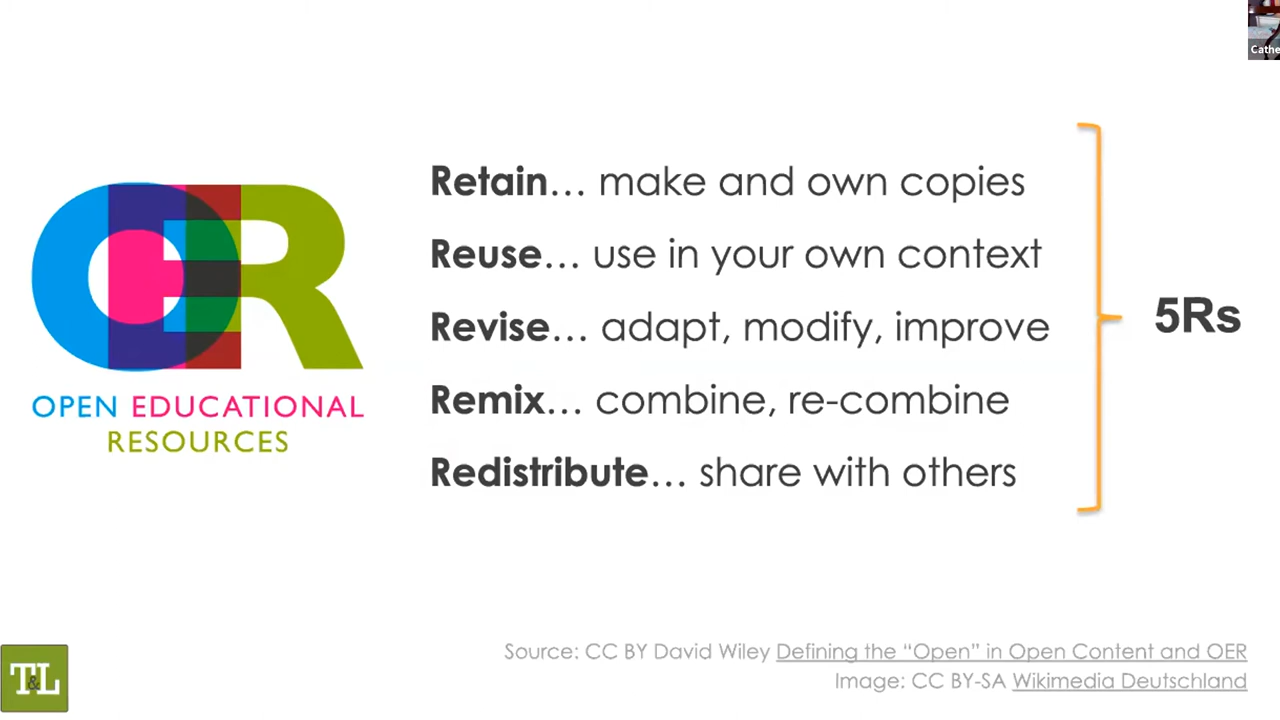 Cathe
OER
OPEN EDUCATIONAL
RESOURCES
Retain… make and own copies
Reuse… use in your own context
Revise… adapt, modify, improve
Remix… combine, re-combine
Redistribute… share with others
5Rs
Source: CC BY David Wiley Defining the “Open” in Open Content and OER
Image: CC BY-SA Wikimedia Deutschland
T&L